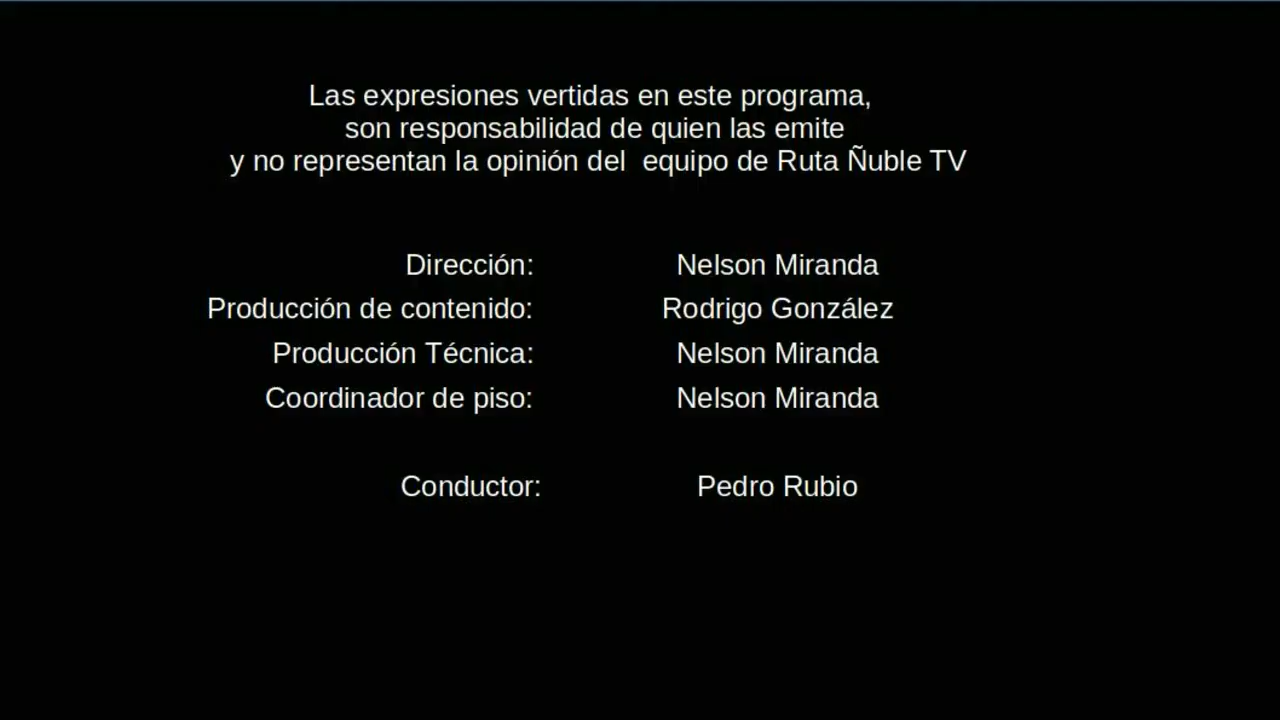 Las expresiones vertidas en este programa,
son responsabilidad de quien las emite
y no representan la opinión del  equipo de Ruta Ñuble TV
Dirección: Nelson Miranda
Producción de contenido: Rodrigo González
Producción Técnica: Nelson Miranda
Coordinador de piso: Nelson Miranda
Conductor: Pedro Rubio